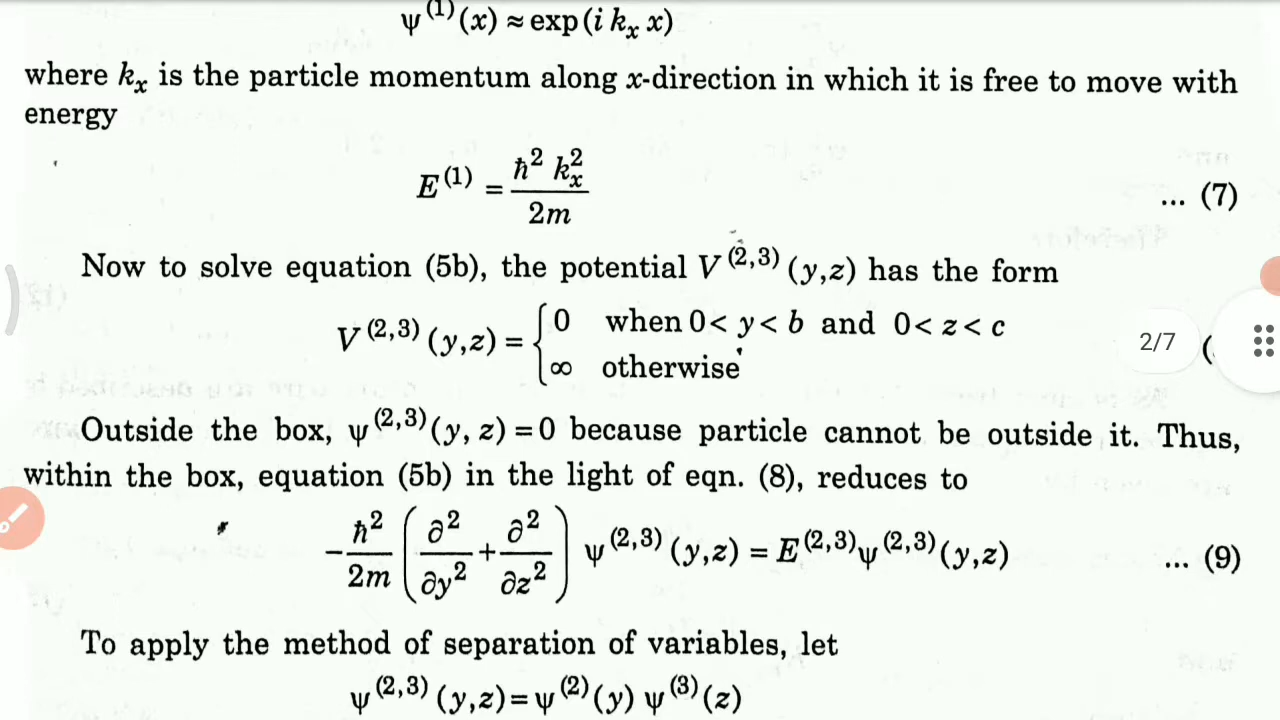 ψ⁽¹⁾(x) ≈ exp (i kₓ x)
where kₓ is the particle momentum along x-direction in which it is free to move with
energy
E⁽¹⁾ = ħ² kₓ² / 2m ... (7)
Now to solve equation (5b), the potential V⁽²,³⁾ (y,z) has the form
V⁽²,³⁾ (y,z) = { 0 when 0< y< b and 0< z< c
∞ otherwise
2/7 (
Outside the box, ψ⁽²,³⁾(y, z) = 0 because particle cannot be outside it. Thus,
within the box, equation (5b) in the light of eqn. (8), reduces to
− ħ²/2m ( ∂²/∂y² + ∂²/∂z² ) ψ⁽²,³⁾ (y,z) = E⁽²,³⁾ψ⁽²,³⁾(y,z) ... (9)
To apply the method of separation of variables, let
ψ⁽²,³⁾ (y,z)= ψ⁽²⁾(y) ψ⁽³⁾(z)